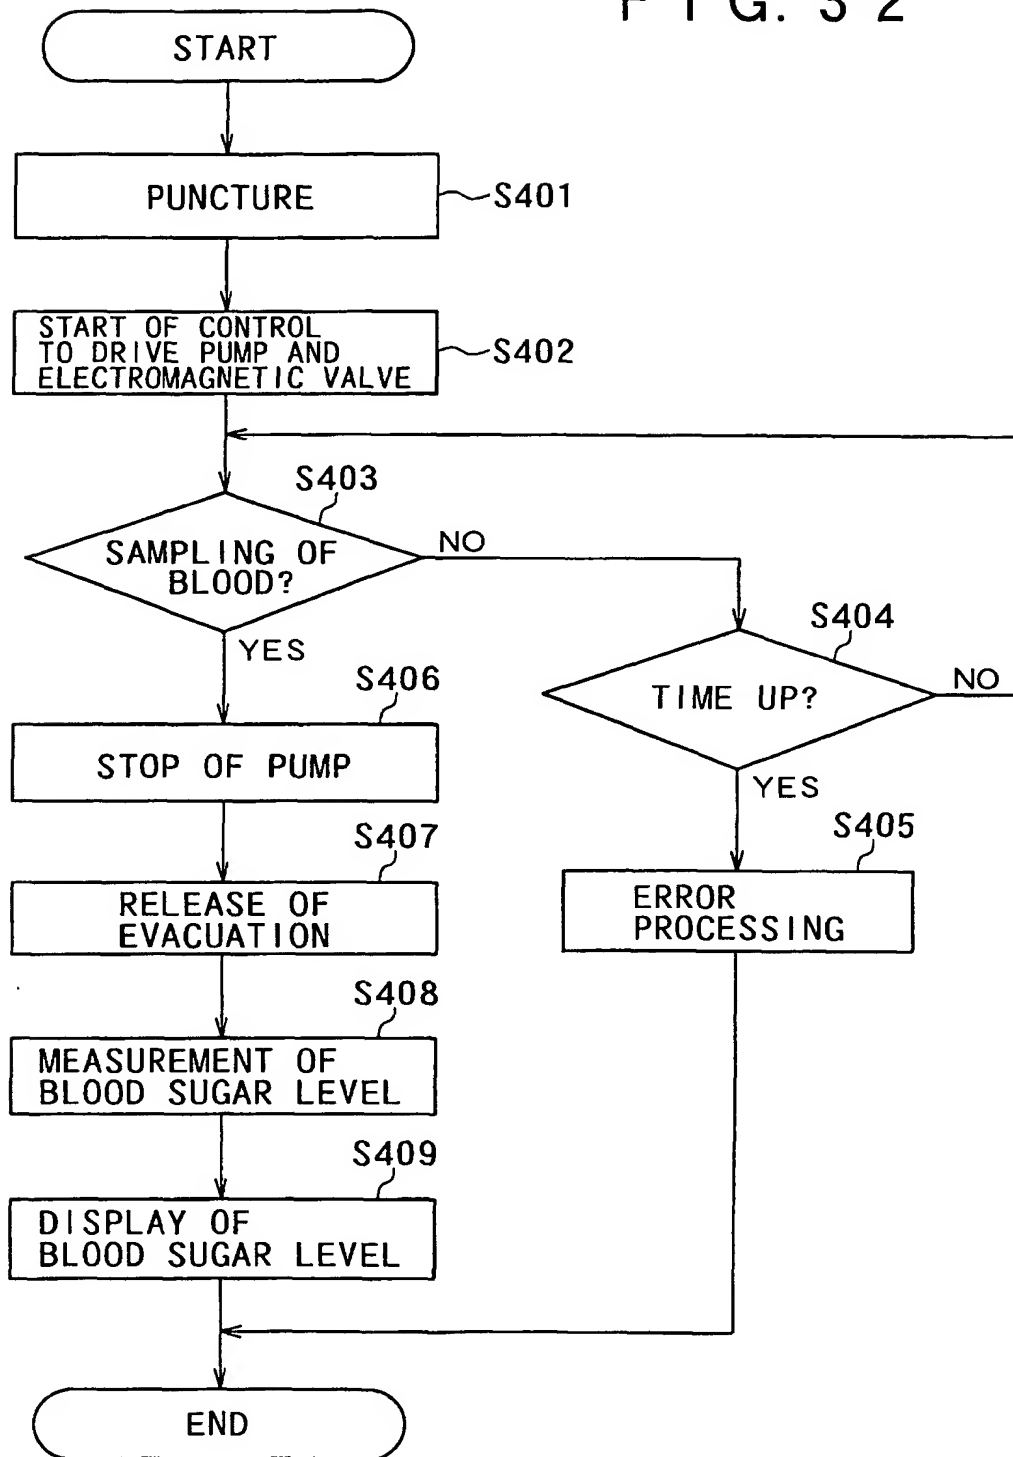 FIG. 32
START
PUNCTURE
S401
START OF CONTROL
TO DRIVE PUMP AND
ELECTROMAGNETIC VALVE
S402
S403
SAMPLING OF
BLOOD?
NO
YES
S404
TIME UP?
NO
YES
S405
ERROR
PROCESSING
S406
STOP OF PUMP
S407
RELEASE OF
EVACUATION
S408
MEASUREMENT OF
BLOOD SUGAR LEVEL
S409
DISPLAY OF
BLOOD SUGAR LEVEL
END